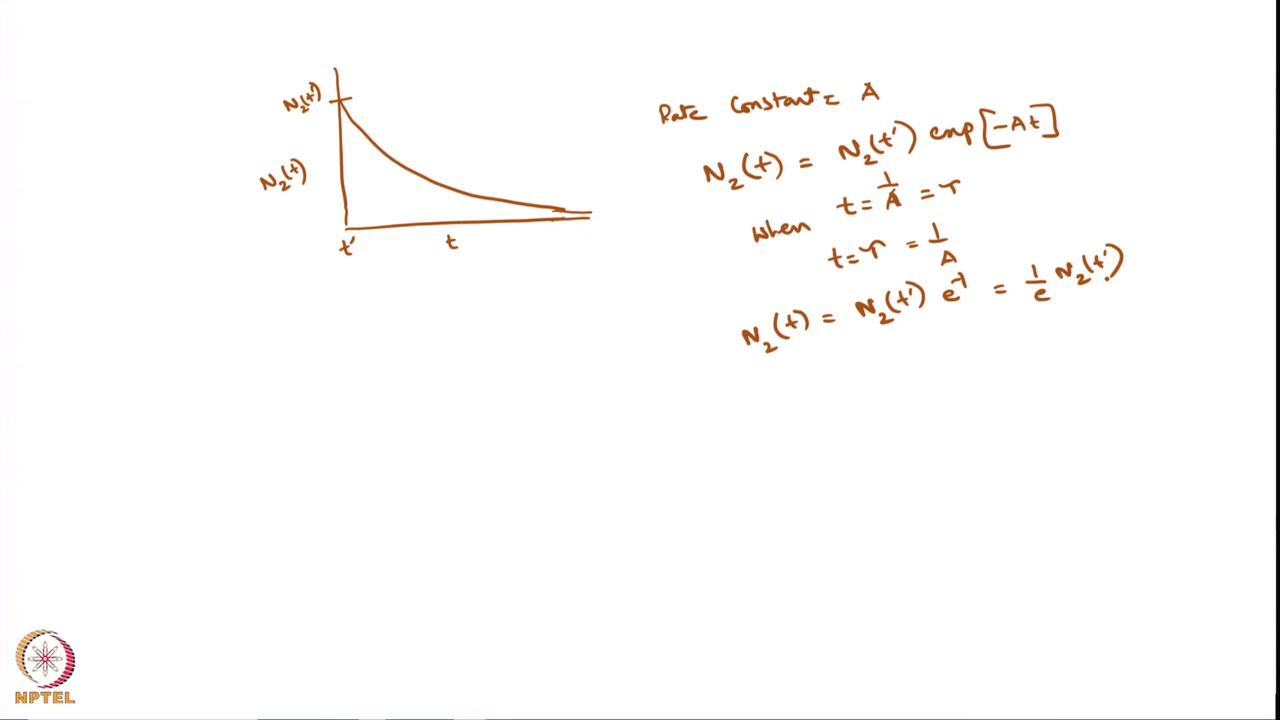 N₂(t')
N₂(t)
t'
t
Rate Constant = A
N₂(t) = N₂(t') exp[-At]
When t = 1/A = τ
t = τ = 1/A
N₂(t) = N₂(t') e⁻¹ = 1/e N₂(t')
NPTEL